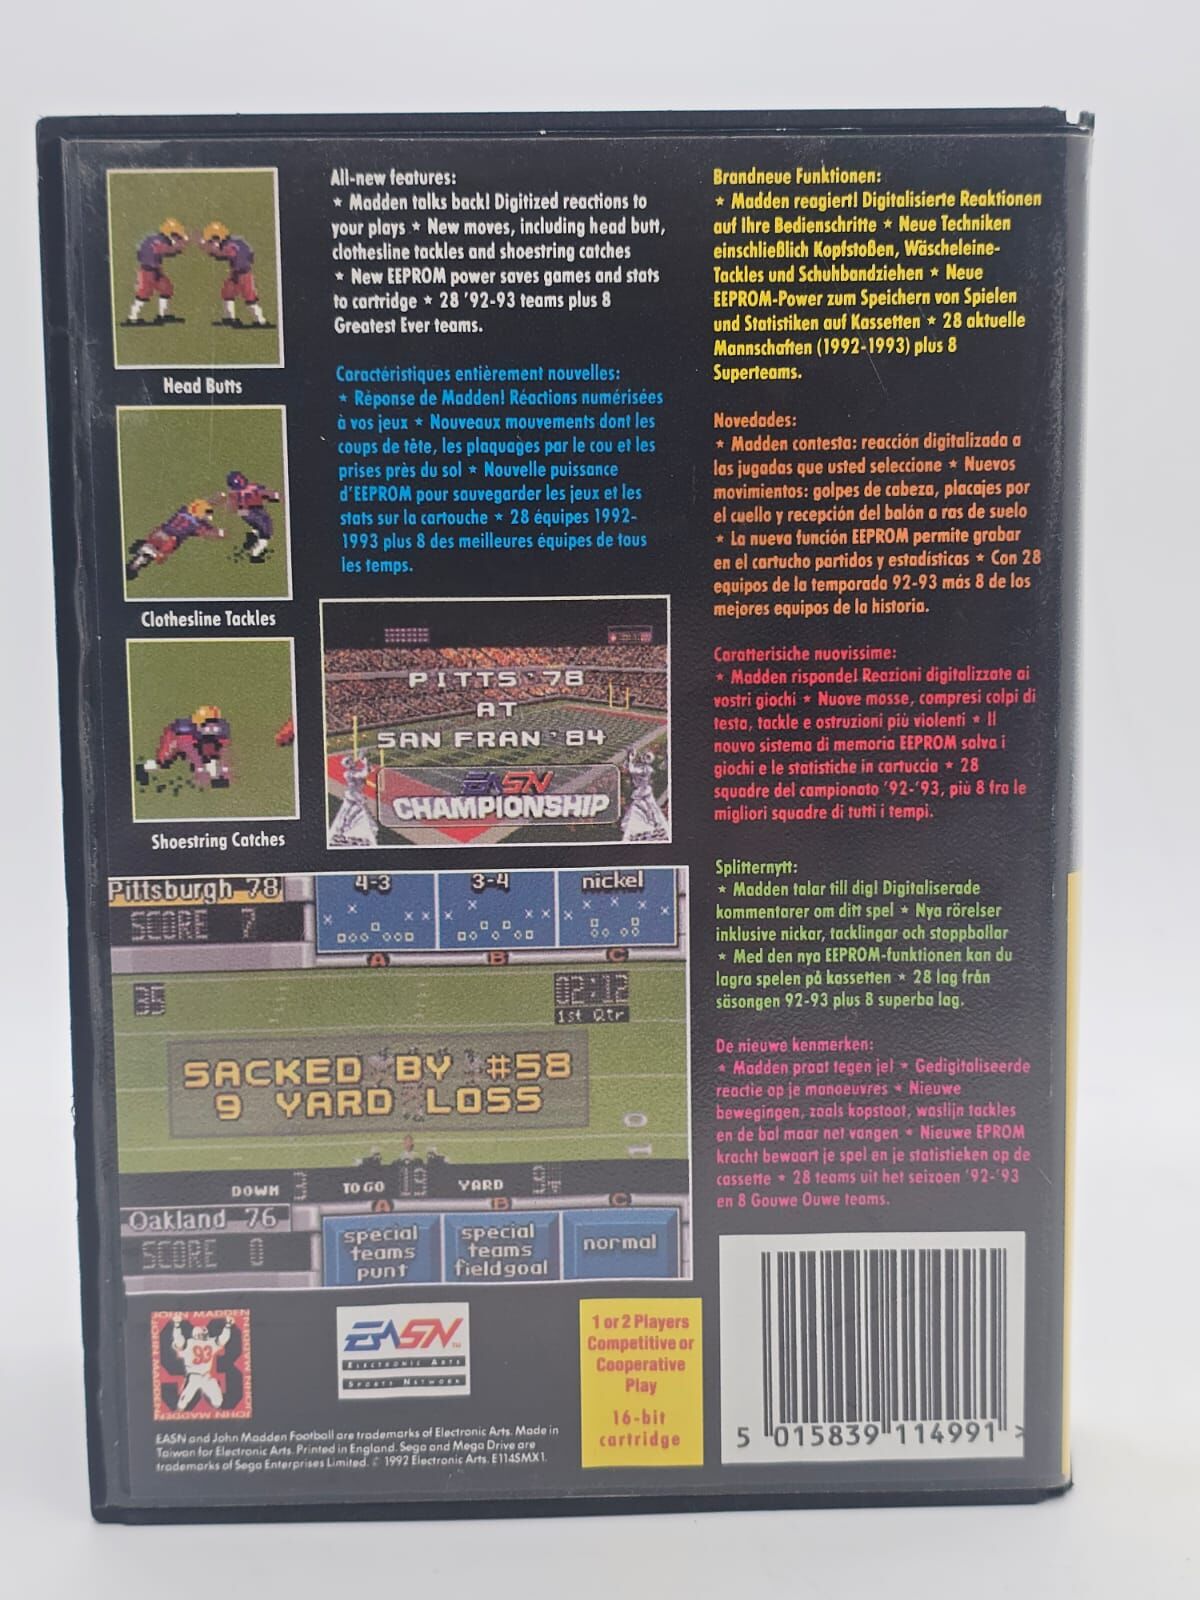 All-new features:
★ Madden talks back! Digitized reactions to
your plays ★ New moves, including head butt,
clothesline tackles and shoestring catches
★ New EEPROM power saves games and stats
to cartridge ★ 28 '92-93 teams plus 8
Greatest Ever teams.
Caractéristiques entièrement nouvelles:
★ Réponse de Madden! Réactions numérisées
à vos jeux ★ Nouveaux mouvements dont les
coups de tête, les plaquages par le cou et les
prises près du sol ★ Nouvelle puissance
d'EEPROM pour sauvegarder les jeux et les
stats sur la cartouche ★ 28 équipes 1992-
1993 plus 8 des meilleures équipes de tous
les temps.
Head Butts
Clothesline Tackles
Shoestring Catches
PITTS '78
AT
SAN FRAN '84
EASN
CHAMPIONSHIP
Pittsburgh 78
SCORE 7
4-3
3-4
nickel
A
B
C
35
02:12
1st Qtr
SACKED BY #58
9 YARD LOSS
DOWN
TO GO
YARD
A
B
C
Oakland 76
SCORE 0
special
teams
punt
special
teams
fieldgoal
normal
Brandneue Funktionen:
★ Madden reagiert! Digitalisierte Reaktionen
auf Ihre Bedienschritte ★ Neue Techniken
einschließlich Kopfstoßen, Wäscheleine-
Tackles und Schuhbandziehen ★ Neue
EEPROM-Power zum Speichern von Spielen
und Statistiken auf Kassetten ★ 28 aktuelle
Mannschaften (1992-1993) plus 8
Superteams.
Novedades:
★ Madden contesta: reacción digitalizada a
las jugadas que usted seleccione ★ Nuevos
movimientos: golpes de cabeza, placajes por
el cuello y recepción del balón a ras de suelo
★ La nueva función EEPROM permite grabar
en el cartucho partidos y estadísticas ★ Con 28
equipos de la temporada 92-93 más 8 de los
mejores equipos de la historia.
Caratterisiche nuovissime:
★ Madden risponde! Reazioni digitalizzate ai
vostri giochi ★ Nuove mosse, compresi colpi di
testa, tackle e ostruzioni più violenti ★ Il
nouvo sistema di memoria EEPROM salva i
giochi e le statistiche in cartuccia ★ 28
squadre del campionato '92-'93, più 8 fra le
migliori squadre di tutti i tempi.
Splitternytt:
★ Madden talar till dig! Digitaliserade
kommentarer om ditt spel ★ Nya rörelser
inklusive nickar, tacklingar och stoppbollar
★ Med den nya EEPROM-funktionen kan du
lagra spelen på kassetten ★ 28 lag från
säsongen 92-93 plus 8 superba lag.
De nieuwe kenmerken:
★ Madden praat tegen je! ★ Gedigitaliseerde
reactie op je manoeuvres ★ Nieuwe
bewegingen, zoals kopstoot, waslijn tackles
en de bal maar net vangen ★ Nieuwe EPROM
kracht bewaart je spel en je statistieken op de
cassette ★ 28 teams uit het seizoen '92-'93
en 8 Gouwe Ouwe teams.
JOHN MADDEN
JOHN MADDEN
JOHN MADDEN
JOHN MADDEN
93
EASN™
ELECTRONIC ARTS
SPORTS NETWORK
1 or 2 Players
Competitive or
Cooperative
Play
16-bit
cartridge
5 015839 114991 >
EASN and John Madden Football are trademarks of Electronic Arts. Made in
Taiwan for Electronic Arts. Printed in England. Sega and Mega Drive are
trademarks of Sega Enterprises Limited. © 1992 Electronic Arts. E114SMX1.